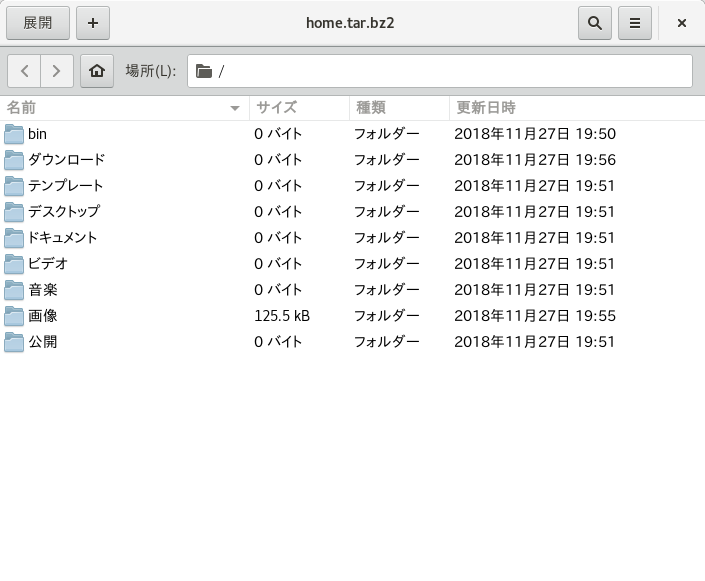 展開 + home.tar.bz2
場所(L): /
名前 サイズ 種類 更新日時
bin 0 バイト フォルダー 2018年11月27日 19:50
ダウンロード 0 バイト フォルダー 2018年11月27日 19:56
テンプレート 0 バイト フォルダー 2018年11月27日 19:51
デスクトップ 0 バイト フォルダー 2018年11月27日 19:51
ドキュメント 0 バイト フォルダー 2018年11月27日 19:51
ビデオ 0 バイト フォルダー 2018年11月27日 19:51
音楽 0 バイト フォルダー 2018年11月27日 19:51
画像 125.5 kB フォルダー 2018年11月27日 19:55
公開 0 バイト フォルダー 2018年11月27日 19:51